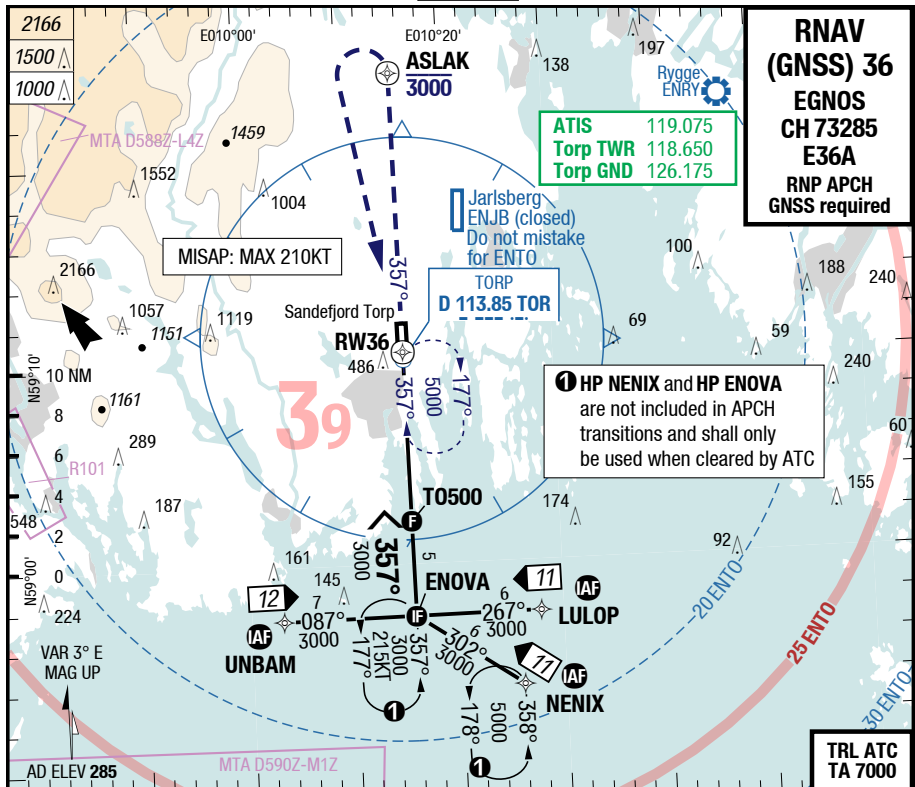 2166
1500
1000
E010°00'
E010°20'
ASLAK
3000
138
197
Rygge
ENRY
RNAV
(GNSS) 36
EGNOS
CH 73285
E36A
RNP APCH
GNSS required
ATIS 119.075
Torp TWR 118.650
Torp GND 126.175
MTA D588Z-L4Z
1459
1552
1004
Jarlsberg
ENJB (closed)
Do not mistake
for ENTO
MISAP: MAX 210KT
357°
100
188
240
2166
TORP
D 113.85 TOR
Sandefjord Torp
RW36
1057
1151
1119
486
69
59
240
N59°10'
10 NM
8
6
4
2
0
1161
39
357°
5000
177°
1 HP NENIX and HP ENOVA
are not included in APCH
transitions and shall only
be used when cleared by ATC
60
289
R101
187
548
174
155
92
TO500
F
5
357°
3000
N59°00'
161
145
224
ENOVA
IF
12
7
087°
3000
IAF
UNBAM
11
6
267°
3000
IAF
LULOP
6
302°
3000
11
IAF
NENIX
177°
215KT
3000
357°
1
178°
5000
358°
1
20 ENTO
25 ENTO
30 ENTO
VAR 3° E
MAG UP
AD ELEV 285
MTA D590Z-M1Z
TRL ATC
TA 7000